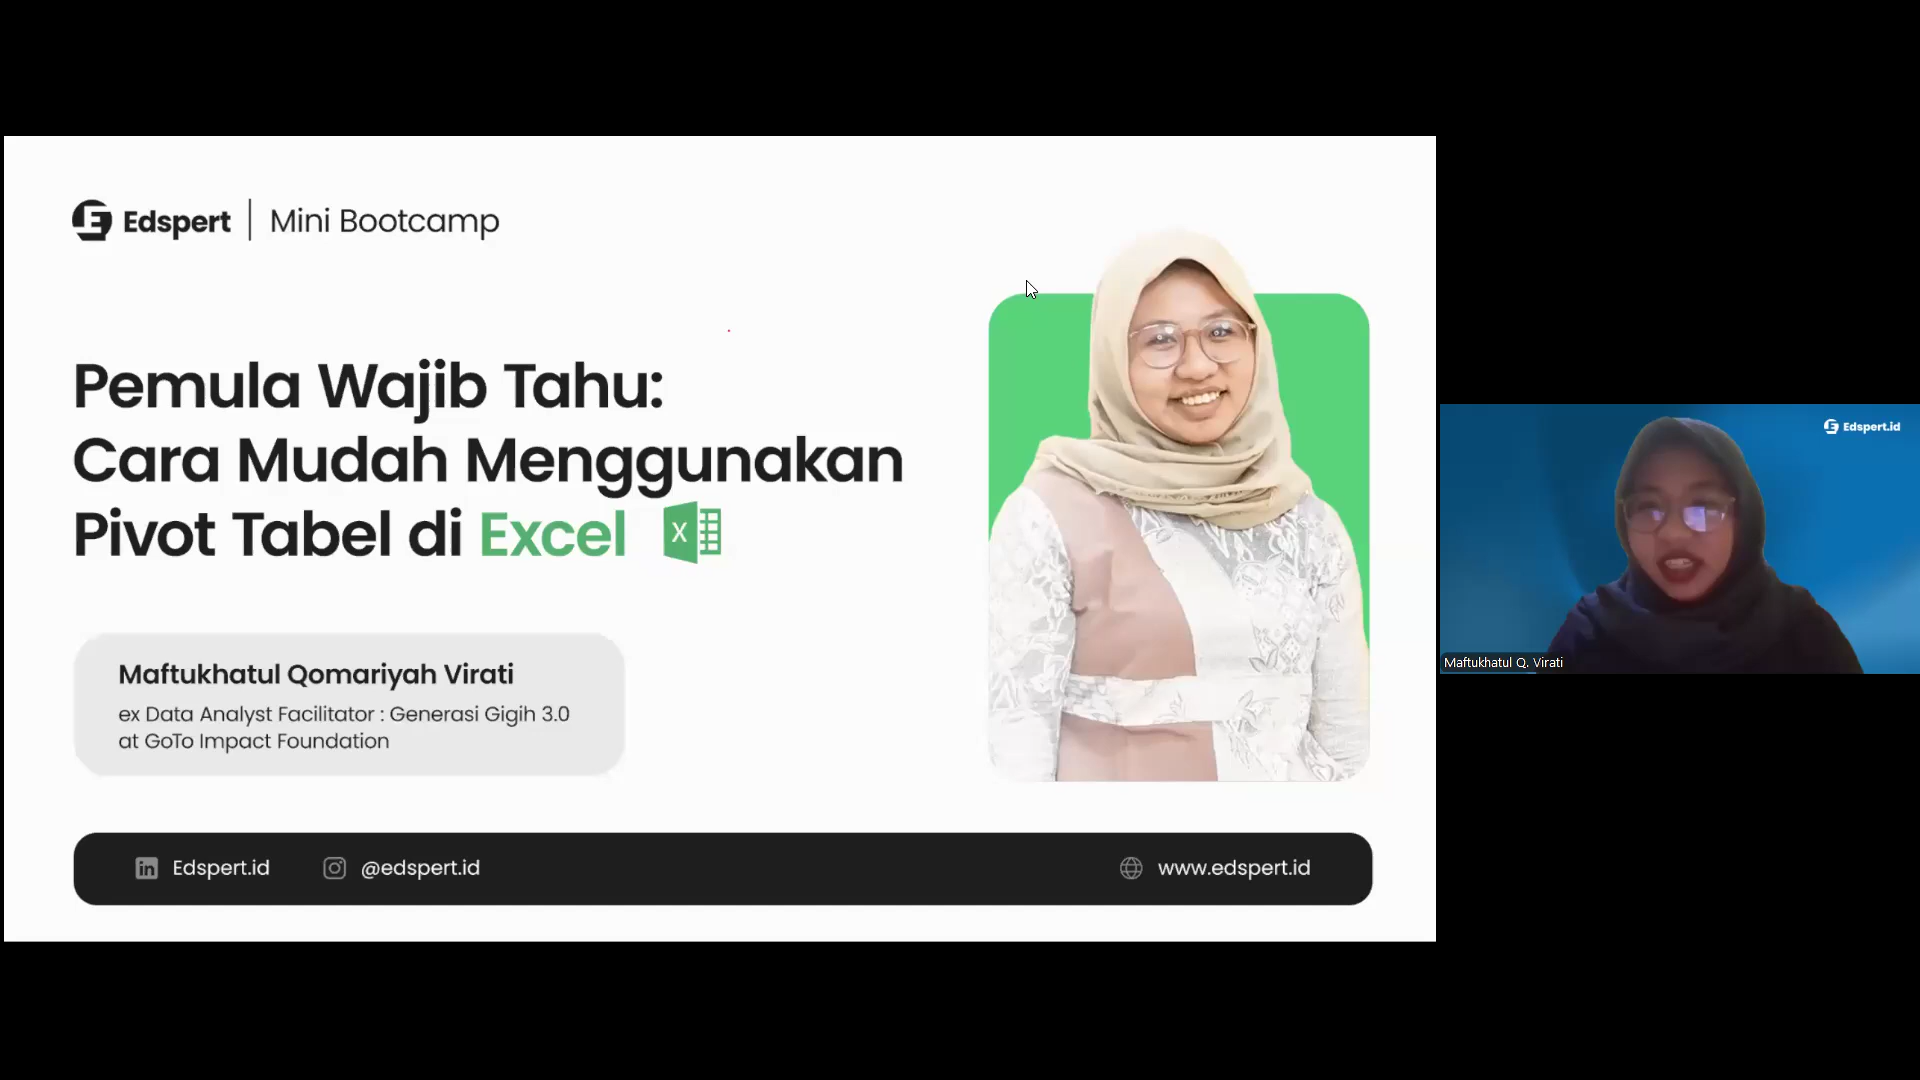 Edspert | Mini Bootcamp
Pemula Wajib Tahu:
Cara Mudah Menggunakan
Pivot Tabel di Excel
X
Maftukhatul Qomariyah Virati
ex Data Analyst Facilitator : Generasi Gigih 3.0
at GoTo Impact Foundation
in Edspert.id @edspert.id www.edspert.id
Edspert.id
Maftukhatul Q. Virati